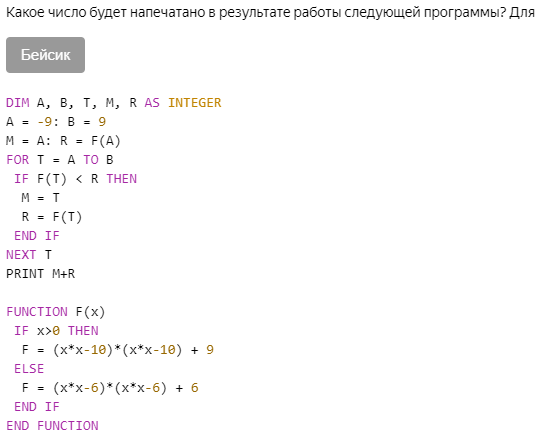 Какое число будет напечатано в результате работы следующей программы? Для
Бейсик
DIM A, B, T, M, R AS INTEGER
A = -9: B = 9
M = A: R = F(A)
FOR T = A TO B
IF F(T) < R THEN
M = T
R = F(T)
END IF
NEXT T
PRINT M+R
FUNCTION F(x)
IF x>0 THEN
F = (x*x-10)*(x*x-10) + 9
ELSE
F = (x*x-6)*(x*x-6) + 6
END IF
END FUNCTION